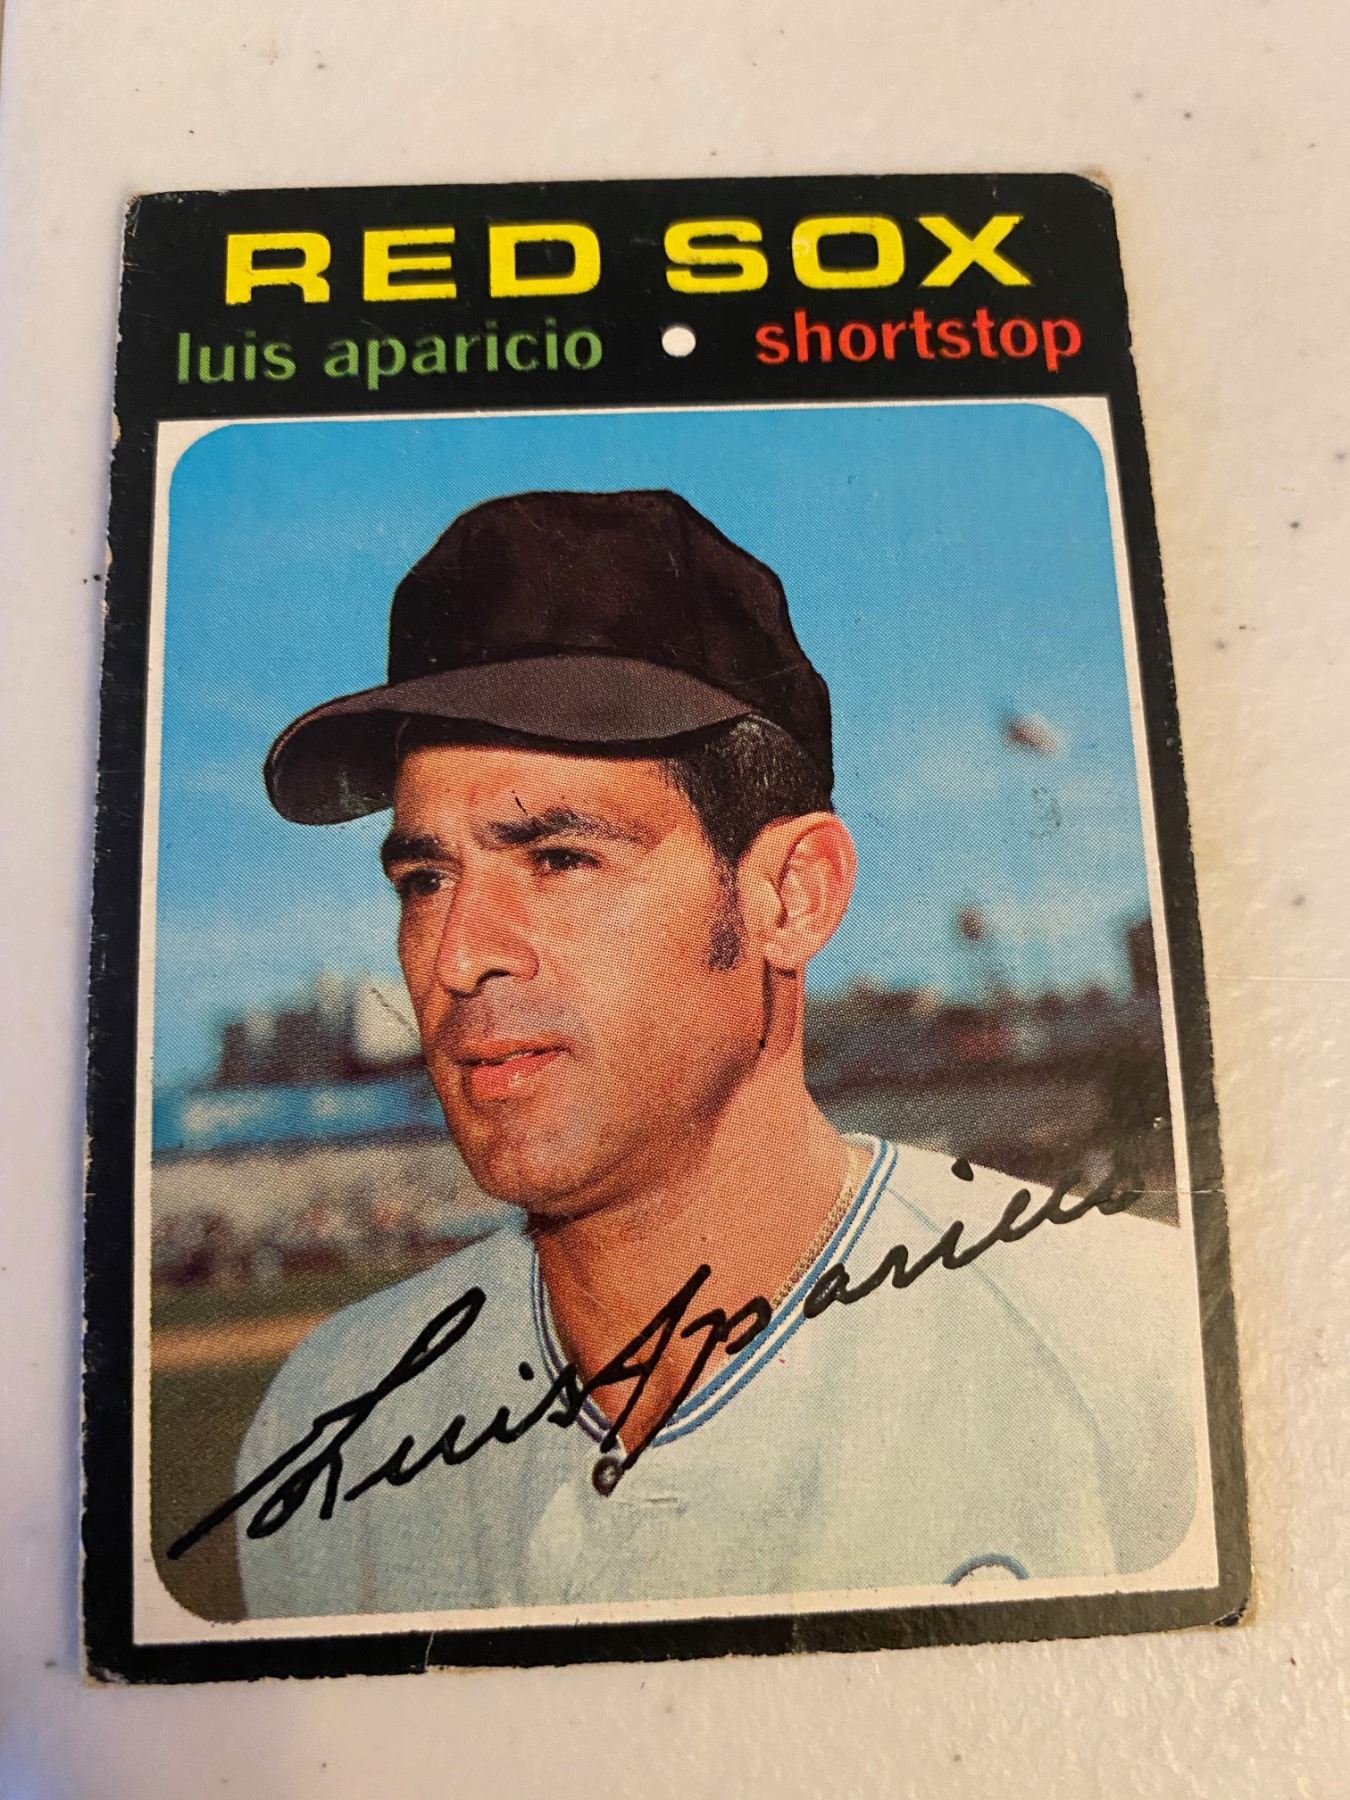 RED SOX
luis aparicio • shortstop
Luis Aparicio